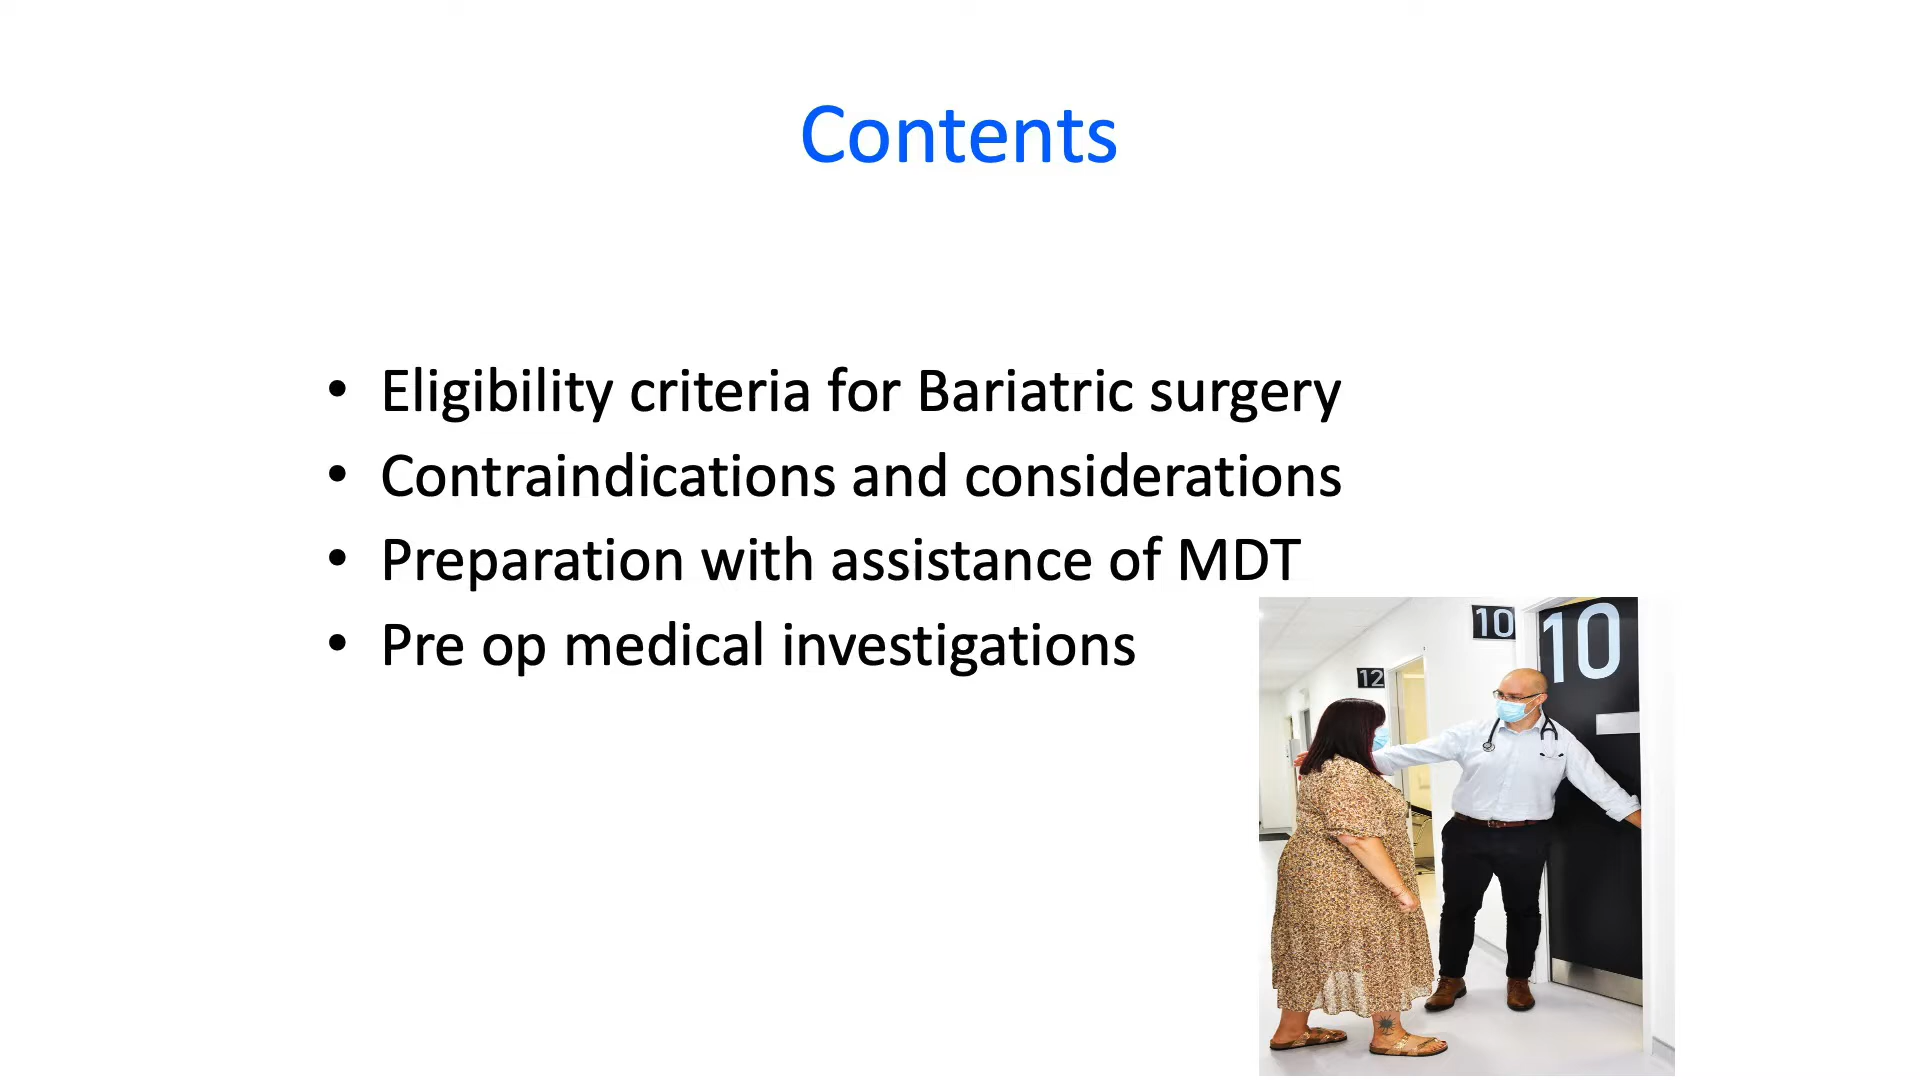 Contents
• Eligibility criteria for Bariatric surgery
• Contraindications and considerations
• Preparation with assistance of MDT
• Pre op medical investigations
10
10
12